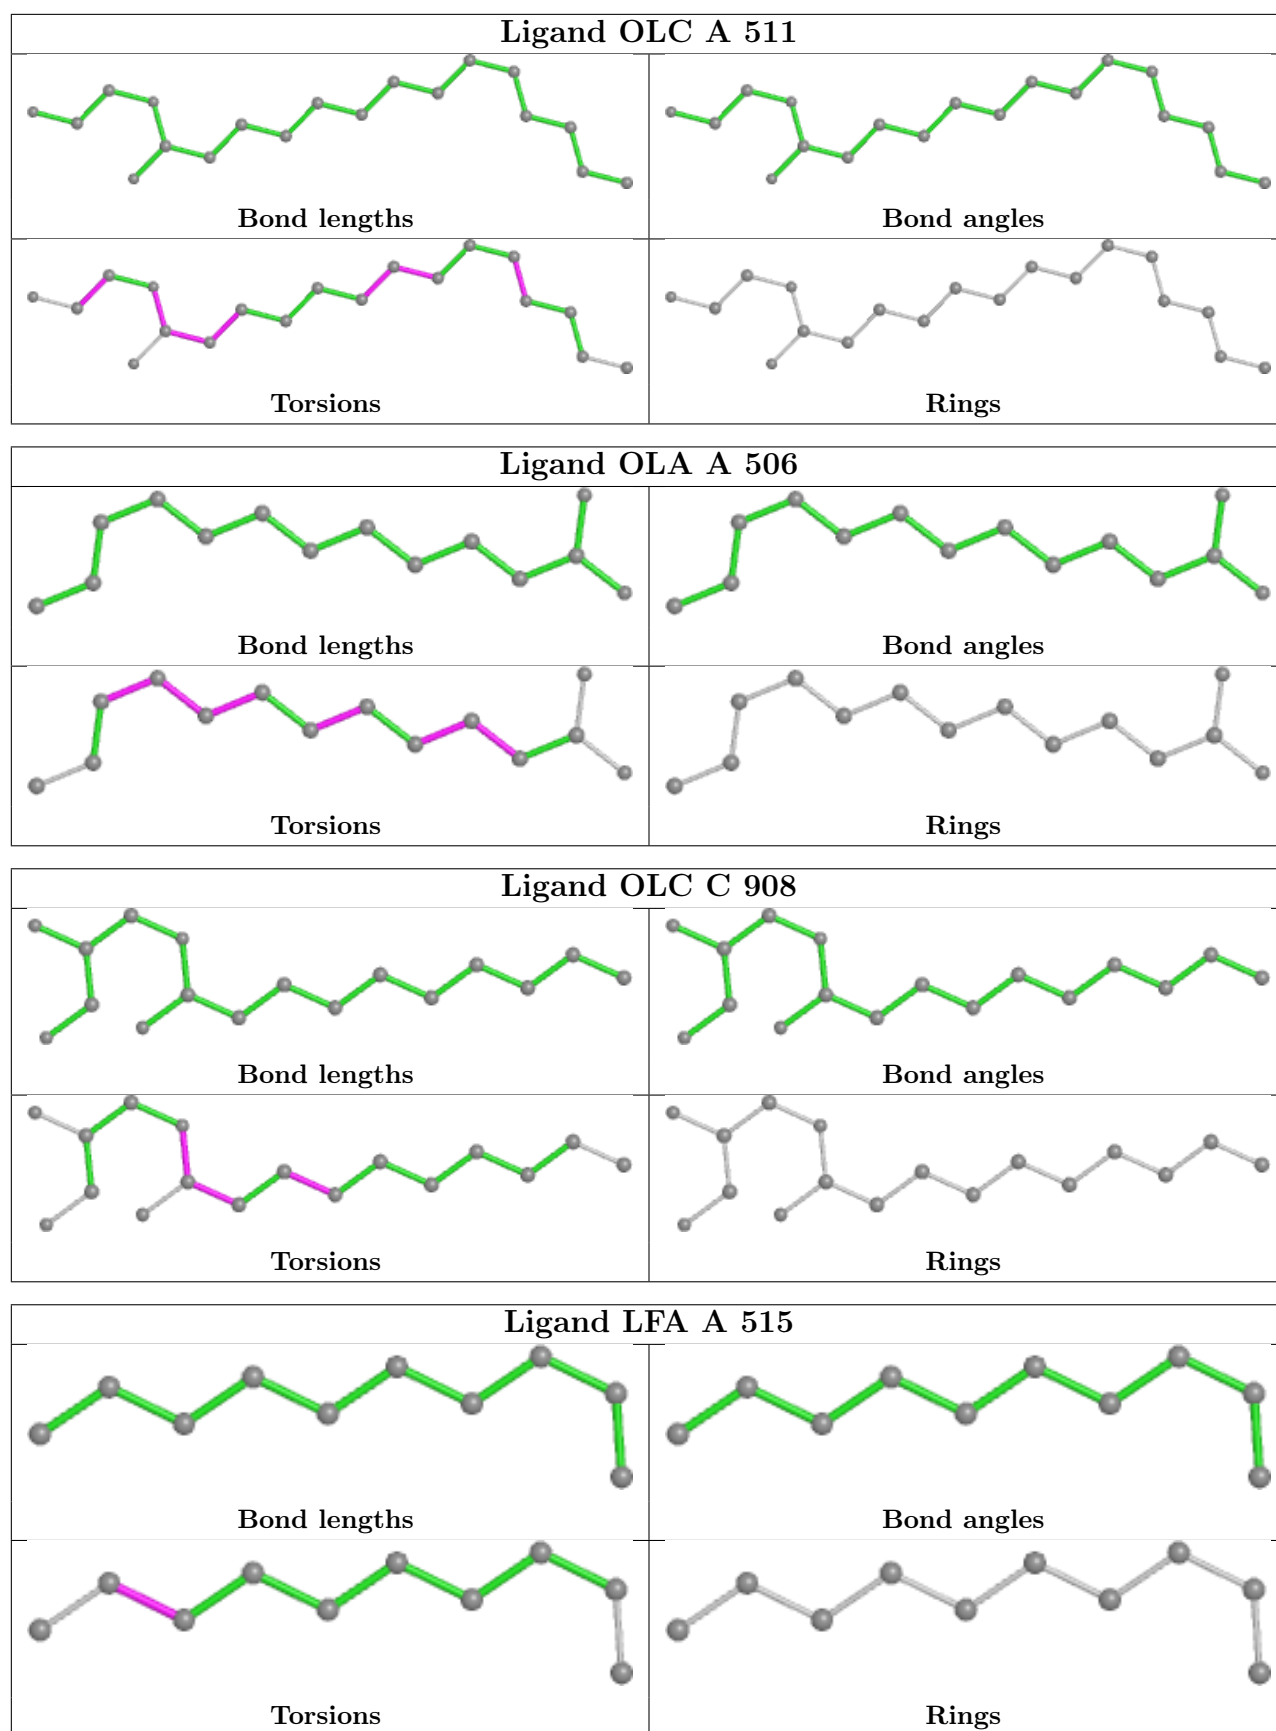 Ligand OLC A 511
Bond lengths
Bond angles
Torsions
Rings
Ligand OLA A 506
Bond lengths
Bond angles
Torsions
Rings
Ligand OLC C 908
Bond lengths
Bond angles
Torsions
Rings
Ligand LFA A 515
Bond lengths
Bond angles
Torsions
Rings